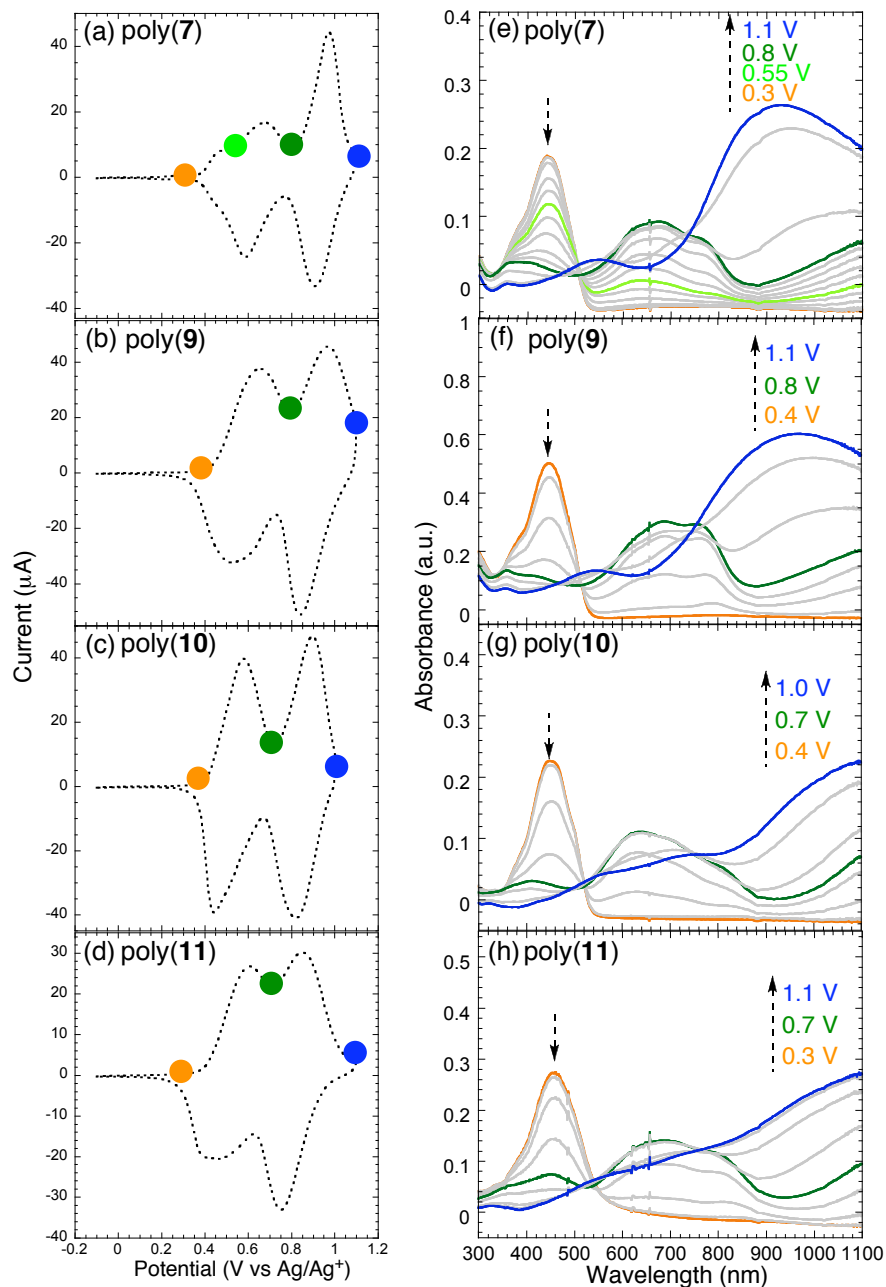 (a) poly(7)
40
20
0
-20
-40
(b) poly(9)
40
20
0
-20
-40
(c) poly(10)
40
20
0
-20
-40
(d) poly(11)
30
20
10
0
-10
-20
-30
-40
-0.2 0 0.2 0.4 0.6 0.8 1 1.2
Potential (V vs Ag/Ag+)
Current (μA)
(e) poly(7)
1.1 V
0.8 V
0.55 V
0.3 V
0.4
0.3
0.2
0.1
0
(f) poly(9)
1.1 V
0.8 V
0.4 V
1
0.8
0.6
0.4
0.2
0
(g) poly(10)
1.0 V
0.7 V
0.4 V
0.4
0.3
0.2
0.1
0
(h) poly(11)
1.1 V
0.7 V
0.3 V
0.5
0.4
0.3
0.2
0.1
0
300 400 500 600 700 800 900 1000 1100
Wavelength (nm)
Absorbance (a.u.)